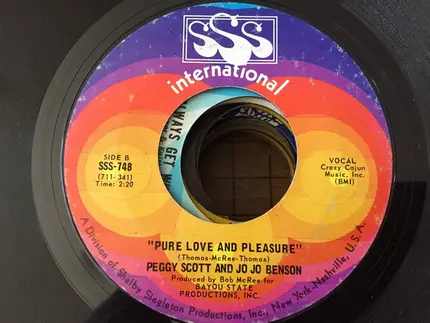 SSS
international
SIDE B
SSS-748
(711-341)
Time: 2:20
VOCAL
Crazy Cajun
Music, Inc.
(BMI)
ALWAYS GET
"PURE LOVE AND PLEASURE"
(Thomas-McRee-Thomas)
PEGGY SCOTT AND JO JO BENSON
Produced by Bob McRee for
BAYOU STATE
PRODUCTIONS, INC.
A Division of Shelby Singleton Productions, Inc./New York-Nashville, U.S.A.